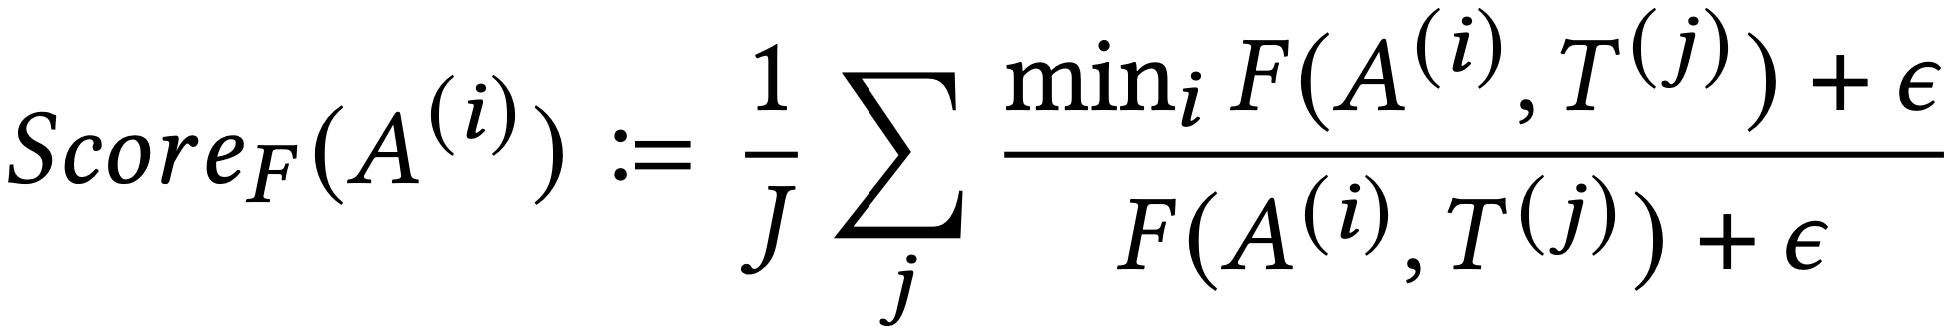 Score_F(A^{(i)}) := \frac{1}{J} \sum_j \frac{\min_i F(A^{(i)}, T^{(j)}) + \epsilon}{F(A^{(i)}, T^{(j)}) + \epsilon}